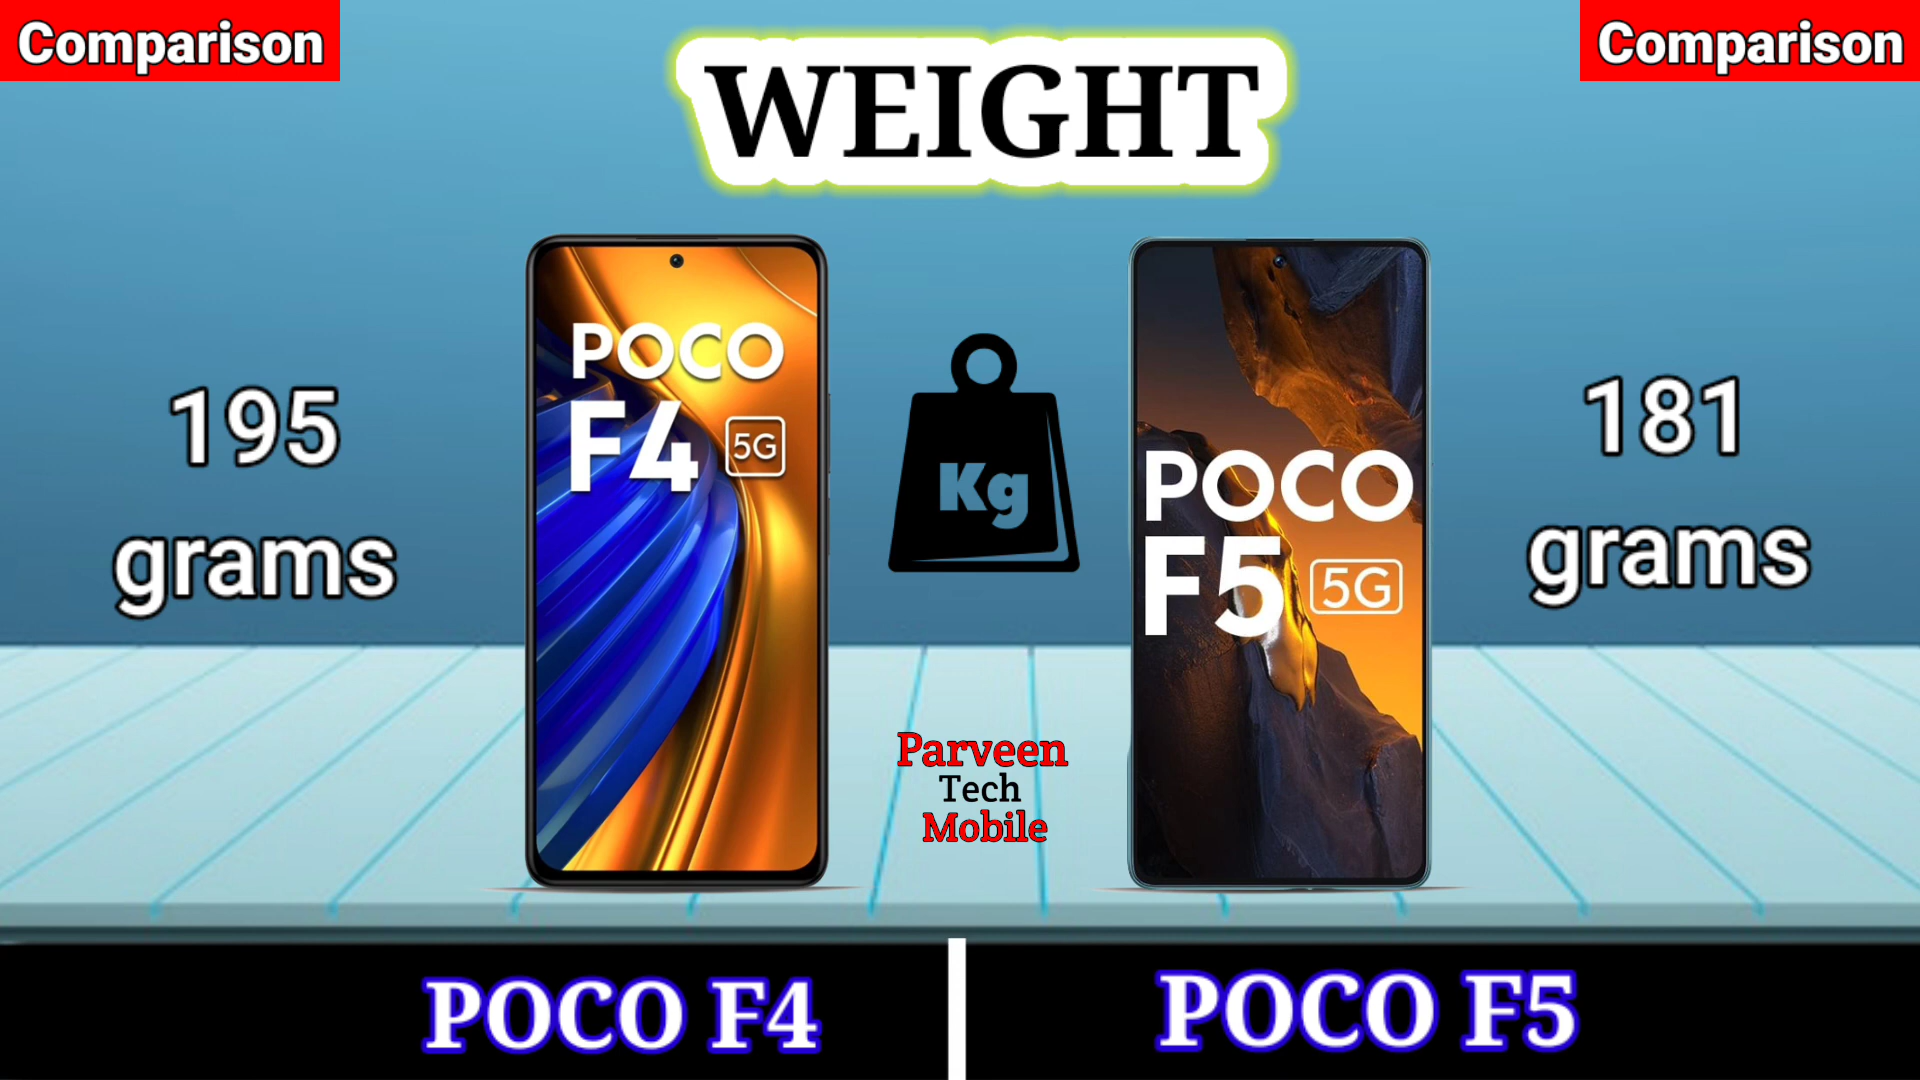 Comparison
Comparison
WEIGHT
195
grams
POCO
F4 5G
Kg
POCO
F5 5G
181
grams
Parveen
Tech
Mobile
POCO F4
POCO F5